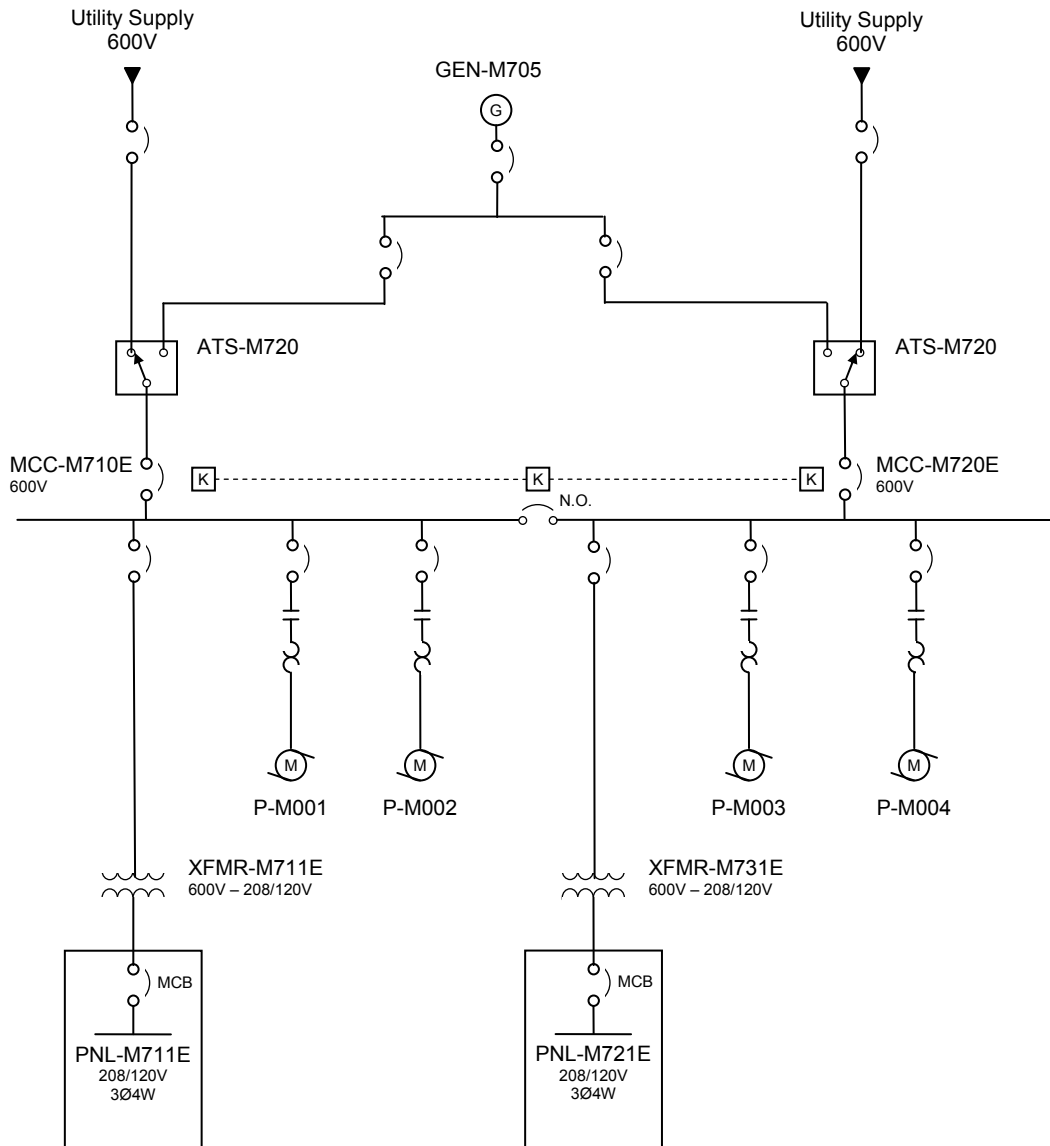 Utility Supply
600V
Utility Supply
600V
GEN-M705
G
ATS-M720
ATS-M720
MCC-M710E
600V
K
K
K
MCC-M720E
600V
N.O.
M
M
M
M
P-M001
P-M002
P-M003
P-M004
XFMR-M711E
600V – 208/120V
XFMR-M731E
600V – 208/120V
MCB
MCB
PNL-M711E
208/120V
3Ø4W
PNL-M721E
208/120V
3Ø4W